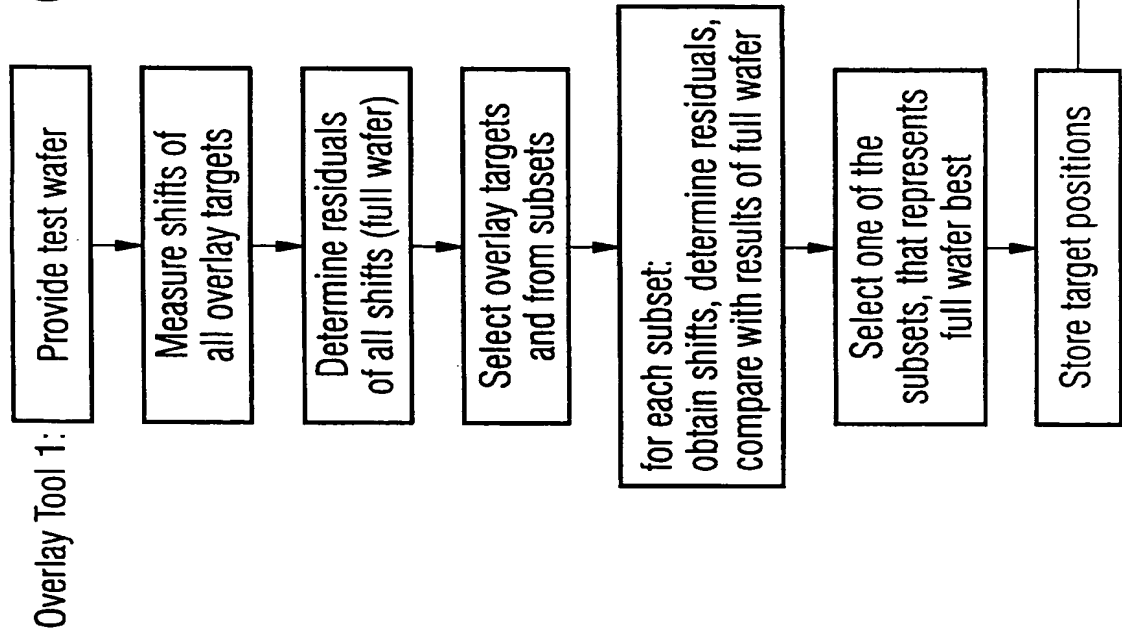 Overlay Tool 1:
Provide test wafer
Measure shifts of
all overlay targets
Determine residuals
of all shifts (full wafer)
Select overlay targets
and from subsets
for each subset:
obtain shifts, determine residuals,
compare with results of full wafer
Select one of the
subsets, that represents
full wafer best
Store target positions